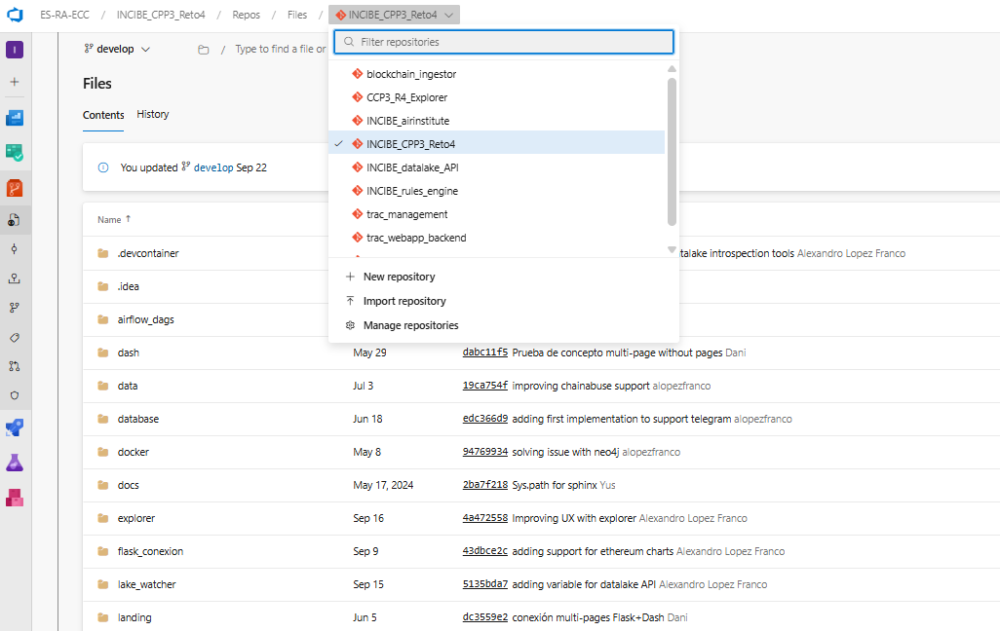 ES-RA-ECC / INCIBE_CPP3_Reto4 / Repos / Files / INCIBE_CPP3_Reto4
I
develop / Type to find a file or
Filter repositories
blockchain_ingestor
CCP3_R4_Explorer
INCIBE_airinstitute
INCIBE_CPP3_Reto4
INCIBE_datalake_API
INCIBE_rules_engine
trac_management
trac_webapp_backend
New repository
Import repository
Manage repositories
Files
Contents History
You updated develop Sep 22
Name ↑
.devcontainer talake introspection tools Alexandro Lopez Franco
.idea
airflow_dags
dash May 29 dabc11f5 Prueba de concepto multi-page without pages Dani
data Jul 3 19ca754f improving chainabuse support alopezfranco
database Jun 18 edc366d9 adding first implementation to support telegram alopezfranco
docker May 8 94769934 solving issue with neo4j alopezfranco
docs May 17, 2024 2ba7f218 Sys.path for sphinx Yus
explorer Sep 16 4a472558 Improving UX with explorer Alexandro Lopez Franco
flask_conexion Sep 9 43dbce2c adding support for ethereum charts Alexandro Lopez Franco
lake_watcher Sep 15 5135bda7 adding variable for datalake API Alexandro Lopez Franco
landing Jun 5 dc3559e2 conexión multi-pages Flask+Dash Dani